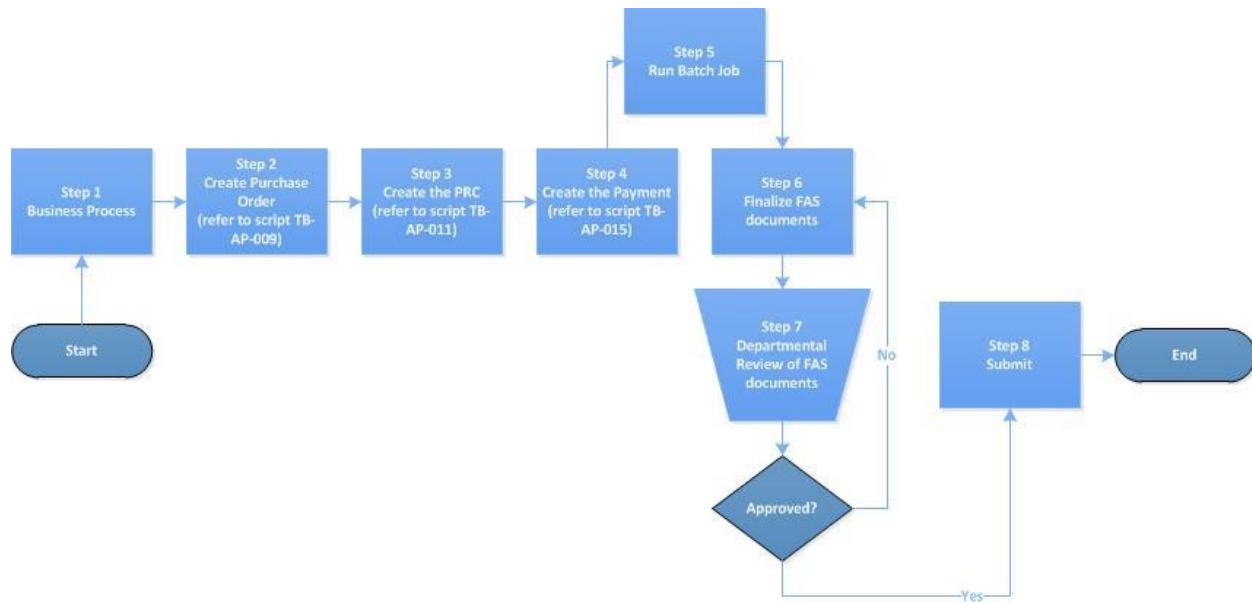 Step 1
Business Process
Step 2
Create Purchase
Order
(refer to script TB-
AP-009)
Step 3
Create the PRC
(refer to script TB-
AP-011)
Step 4
Create the Payment
(refer to script TB-
AP-015)
Step 5
Run Batch Job
Step 6
Finalize FAS
documents
Start
Step 7
Departmental
Review of FAS
documents
No
Step 8
Submit
End
Approved?
Yes